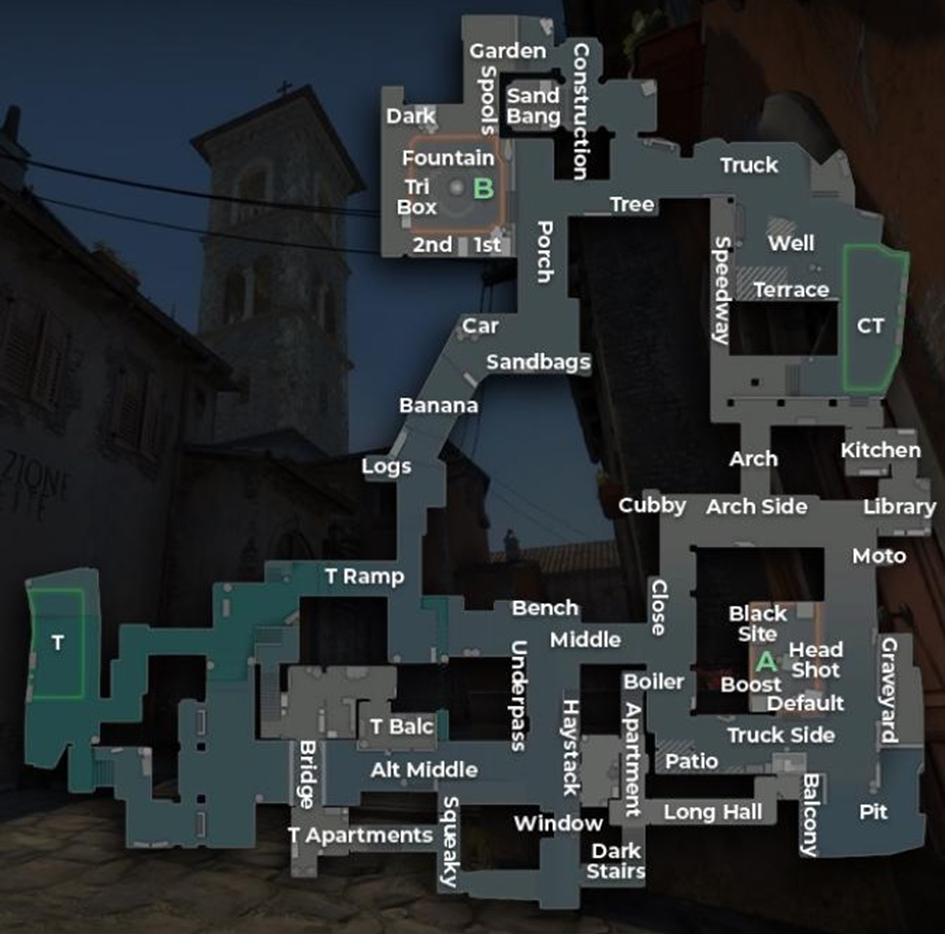 Garden
Construction
Spools
Sand
Bang
Dark
Fountain
Tri
Box
B
2nd
1st
Truck
Tree
Porch
Speedway
Well
Terrace
CT
Car
Sandbags
Banana
Logs
Arch
Kitchen
Cubby
Arch Side
Library
Moto
T Ramp
T
Bench
Middle
Close
Black
Site
A
Head
Shot
Graveyard
Boiler
Boost
Default
Underpass
Haystack
Apartment
T Balc
Truck Side
Patio
Bridge
Alt Middle
Squeaky
Window
Long Hall
Balcony
Pit
T Apartments
Dark
Stairs
ZIONE